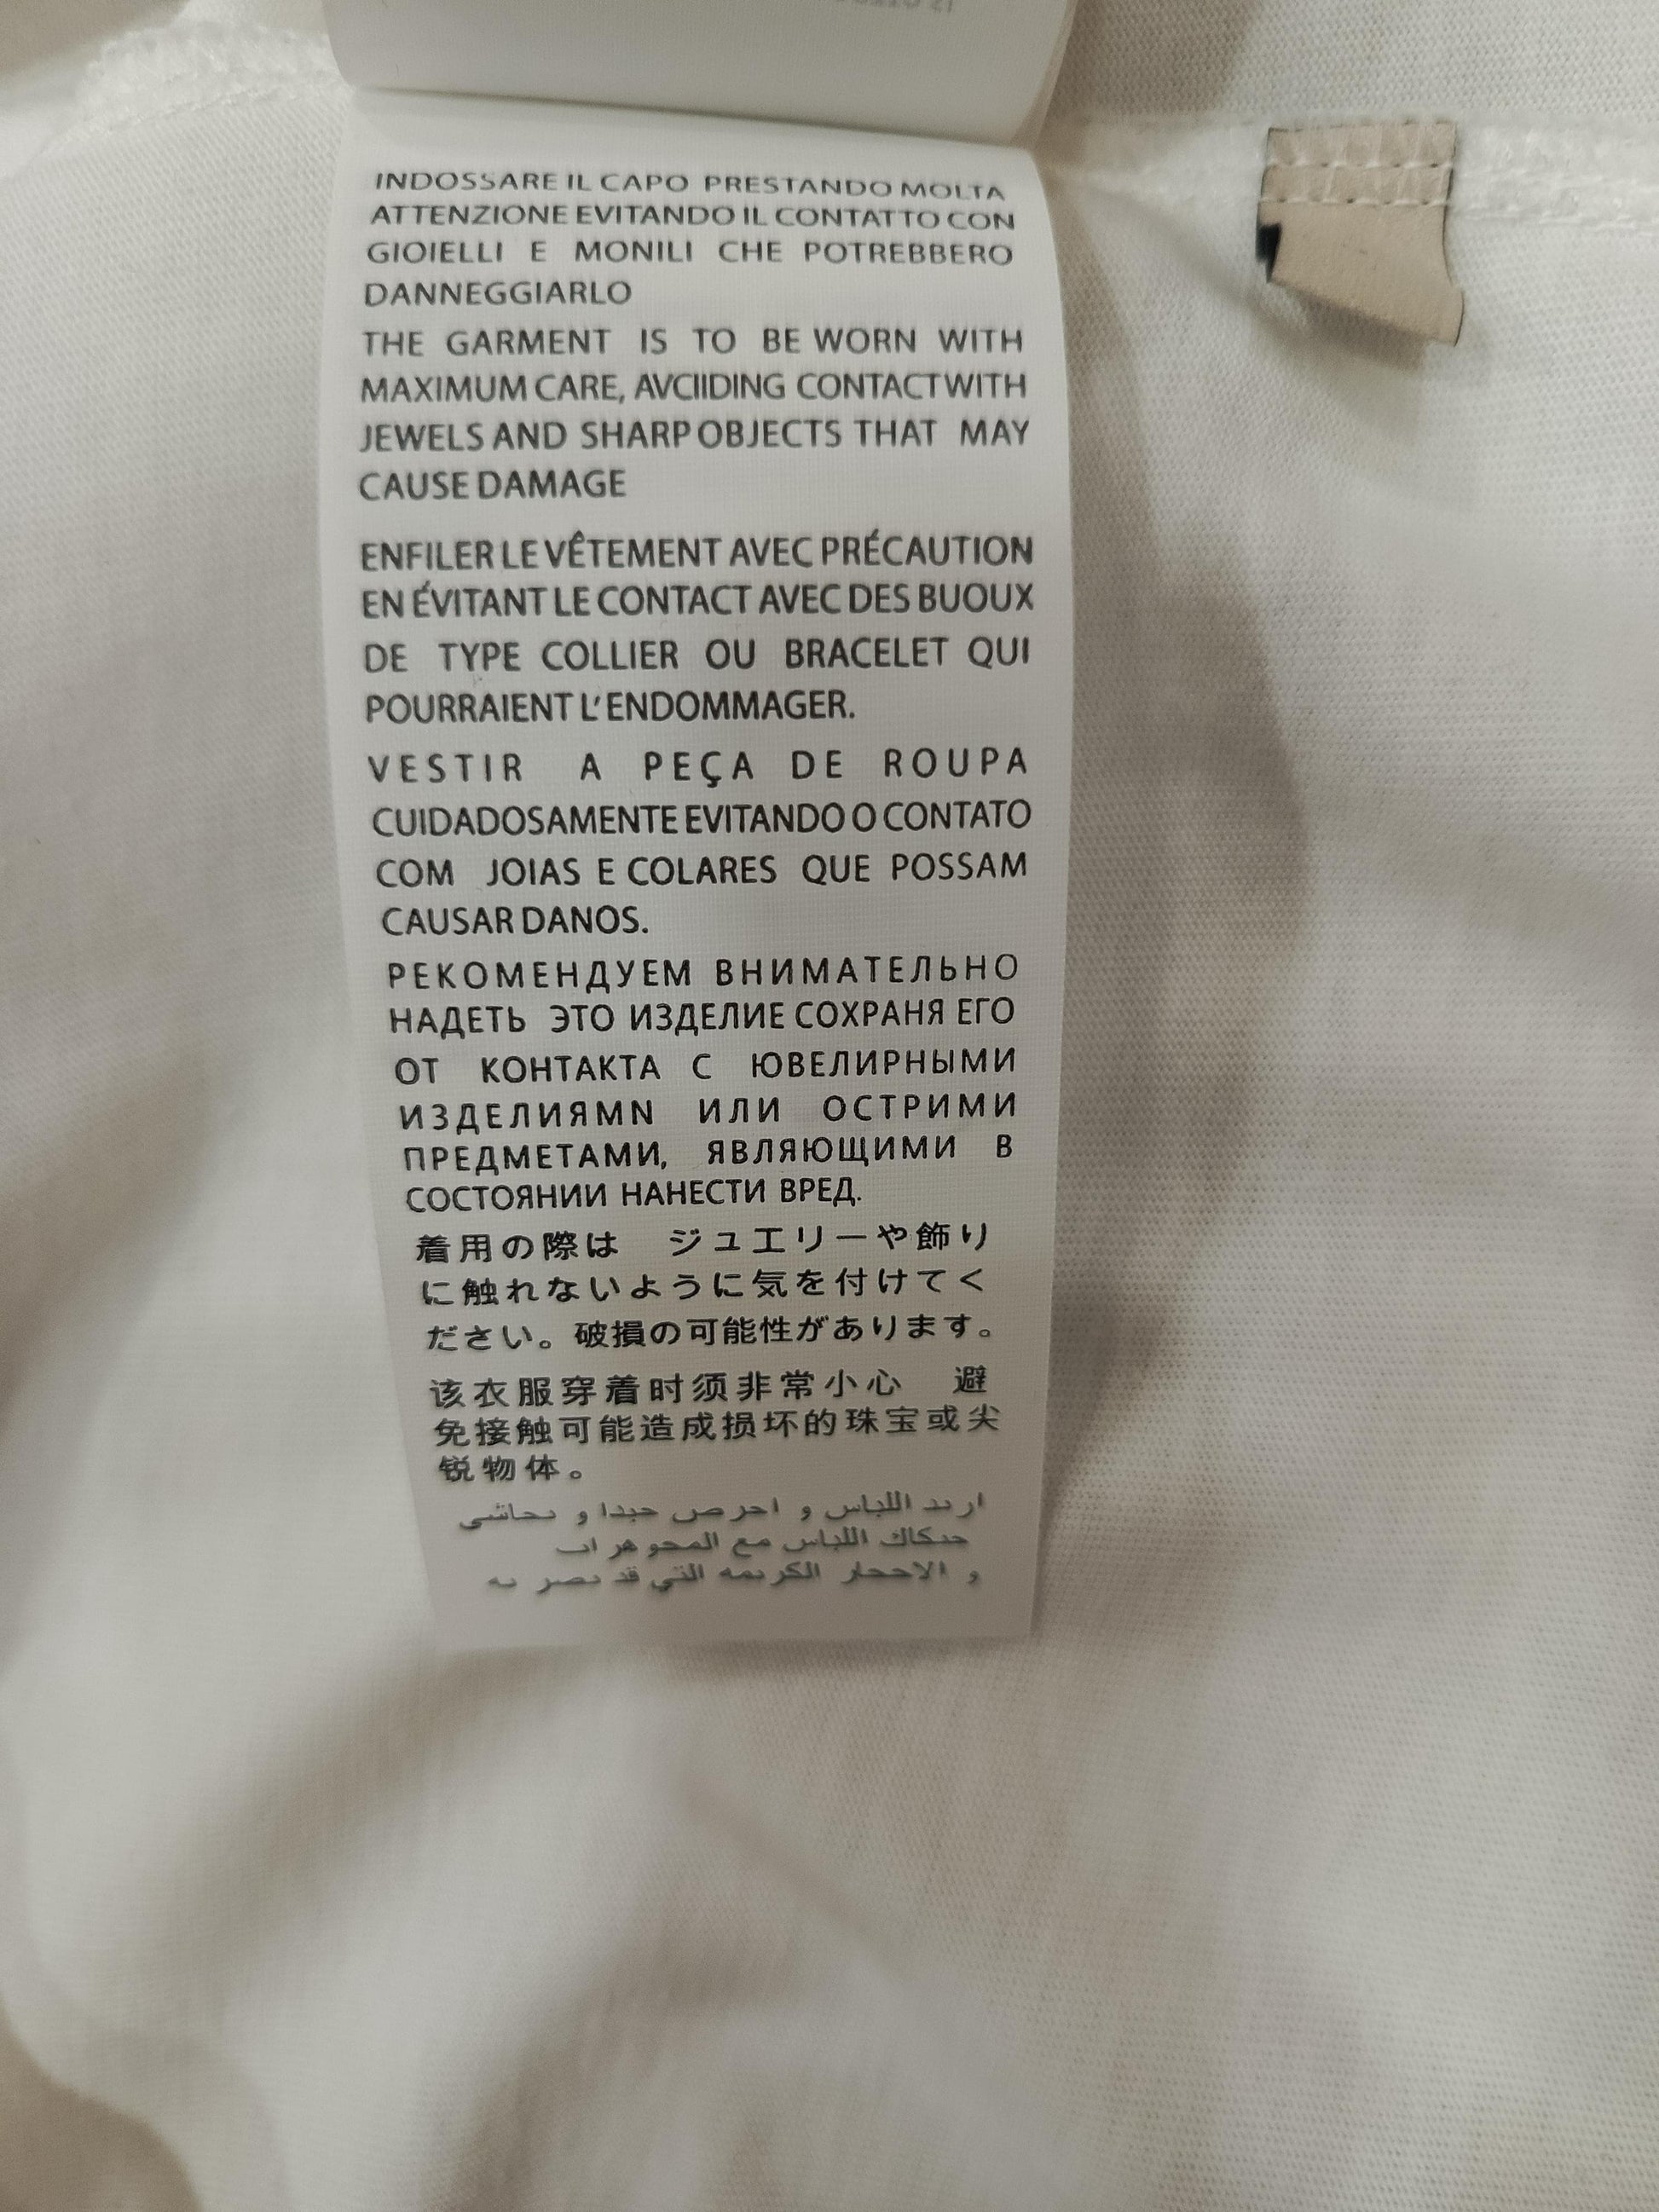 INDOSSARE IL CAPO PRESTANDO MOLTA
ATTENZIONE EVITANDO IL CONTATTO CON
GIOIELLI E MONILI CHE POTREBBERO
DANNEGGIARLO
THE GARMENT IS TO BE WORN WITH
MAXIMUM CARE, AVCIIDING CONTACT WITH
JEWELS AND SHARP OBJECTS THAT MAY
CAUSE DAMAGE
ENFILER LE VÊTEMENT AVEC PRÉCAUTION
EN ÉVITANT LE CONTACT AVEC DES BUOUX
DE TYPE COLLIER OU BRACELET QUI
POURRAIENT L'ENDOMMAGER.
VESTIR A PEÇA DE ROUPA
CUIDADOSAMENTE EVITANDO O CONTATO
COM JOIAS E COLARES QUE POSSAM
CAUSAR DANOS.
РЕКОМЕНДУЕМ ВНИМАТЕЛЬНО
НАДЕТЬ ЭТО ИЗДЕЛИЕ СОХРАНЯ ЕГО
ОТ КОНТАКТА С ЮВЕЛИРНЫМИ
ИЗДЕЛИЯМN ИЛИ ОСТРИМИ
ПРЕДМЕТАМИ, ЯВЛЯЮЩИМИ В
СОСТОЯНИИ НАНЕСТИ ВРЕД.
着用の際は ジュエリーや飾り
に触れないように気を付けてく
ださい。破損の可能性があります。
该衣服穿着时须非常小心 避
免接触可能造成损坏的珠宝或尖
锐物体。
اللباس و احرص و
اللباس مع
و التي قد